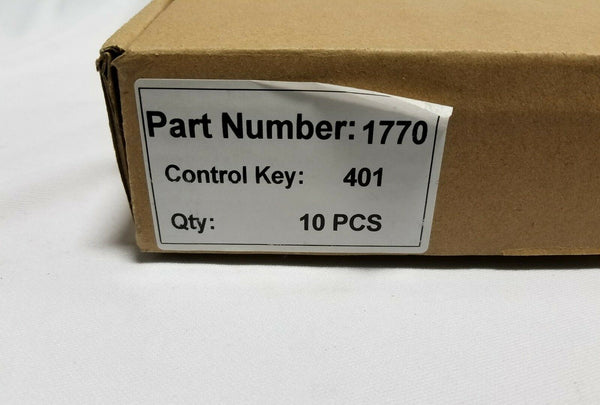 Part Number: 1770
Control Key: 401
Qty: 10 PCS